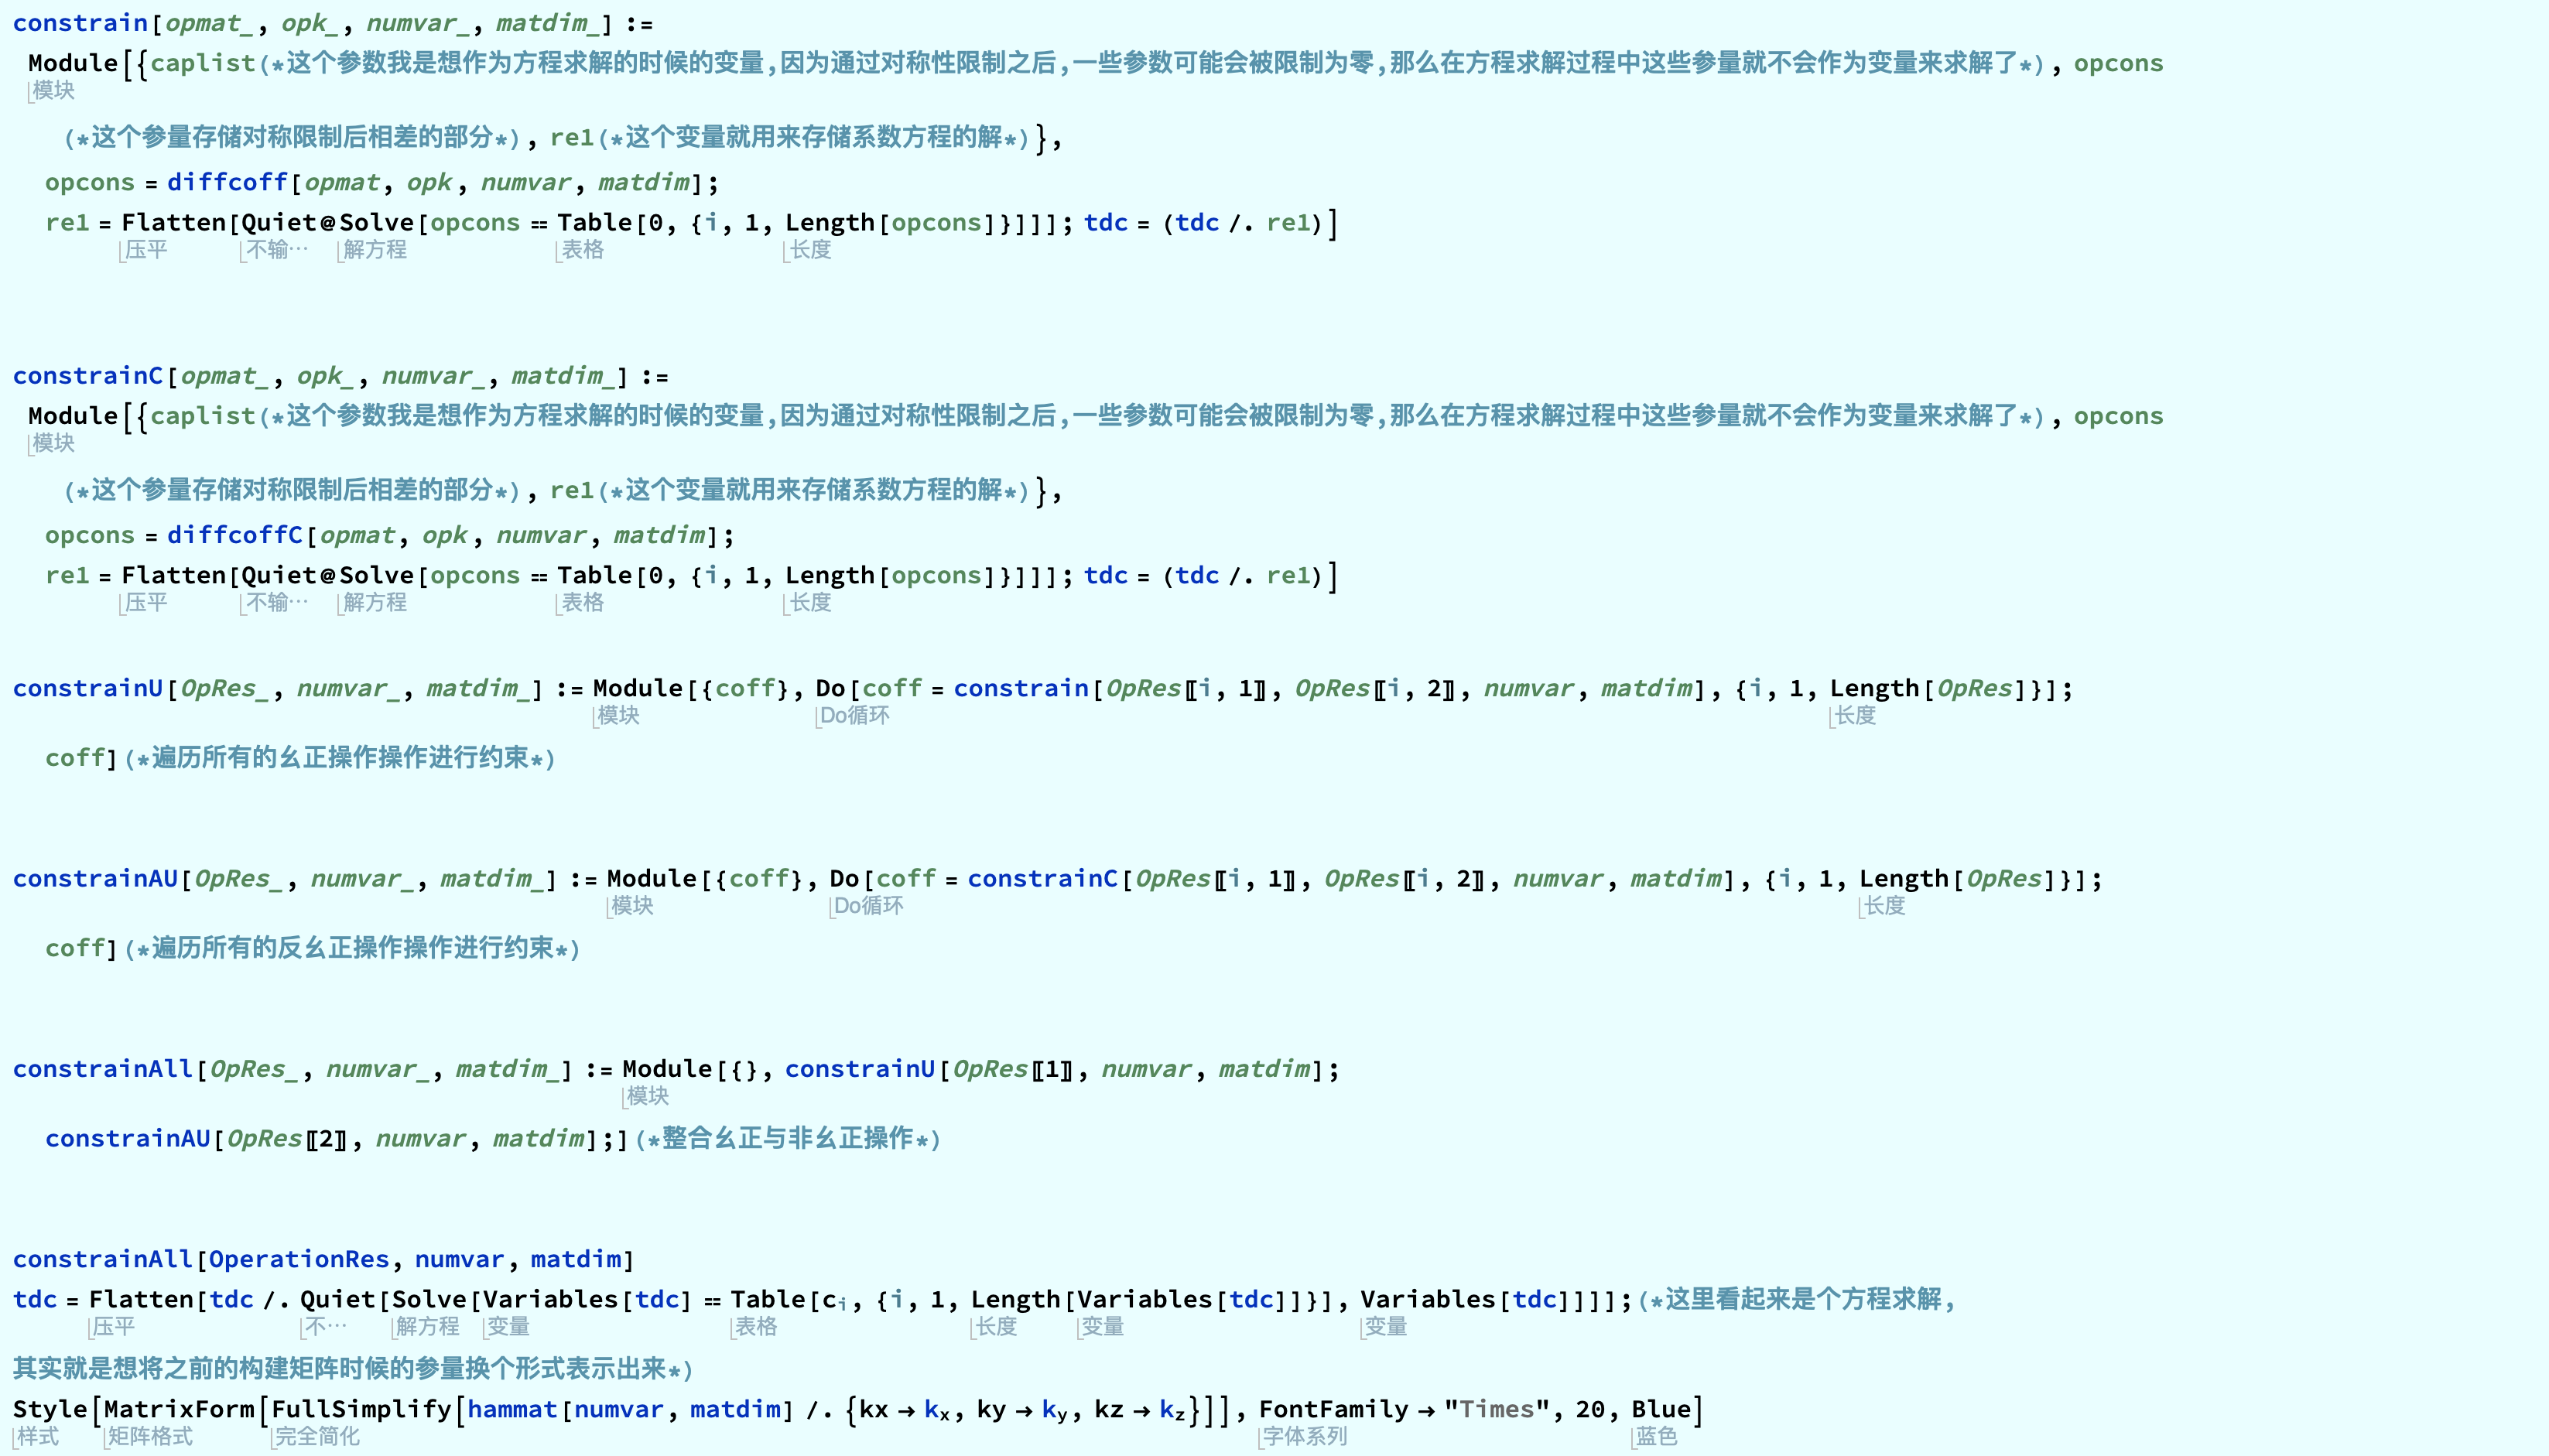 constrain[opmat_, opk_, numvar_, matdim_] :=
Module[{caplist(*这个参数我是想作为方程求解的时候的变量,因为通过对称性限制之后,一些参数可能会被限制为零,那么在方程求解过程中这些参量就不会作为变量来求解了*), opcons
模块
(*这个参量存储对称限制后相差的部分*), re1(*这个变量就用来存储系数方程的解*)},
opcons = diffcoff[opmat, opk, numvar, matdim];
re1 = Flatten[Quiet@Solve[opcons == Table[0, {i, 1, Length[opcons]}]]]; tdc = (tdc /. re1)]
压平 不输⋯ 解方程 表格 长度
constrainC[opmat_, opk_, numvar_, matdim_] :=
Module[{caplist(*这个参数我是想作为方程求解的时候的变量,因为通过对称性限制之后,一些参数可能会被限制为零,那么在方程求解过程中这些参量就不会作为变量来求解了*), opcons
模块
(*这个参量存储对称限制后相差的部分*), re1(*这个变量就用来存储系数方程的解*)},
opcons = diffcoffC[opmat, opk, numvar, matdim];
re1 = Flatten[Quiet@Solve[opcons == Table[0, {i, 1, Length[opcons]}]]]; tdc = (tdc /. re1)]
压平 不输⋯ 解方程 表格 长度
constrainU[OpRes_, numvar_, matdim_] := Module[{coff}, Do[coff = constrain[OpRes〚i, 1〛, OpRes〚i, 2〛, numvar, matdim], {i, 1, Length[OpRes]}];
模块 Do循环 长度
coff](*遍历所有的幺正操作操作进行约束*)
constrainAU[OpRes_, numvar_, matdim_] := Module[{coff}, Do[coff = constrainC[OpRes〚i, 1〛, OpRes〚i, 2〛, numvar, matdim], {i, 1, Length[OpRes]}];
模块 Do循环 长度
coff](*遍历所有的反幺正操作操作进行约束*)
constrainAll[OpRes_, numvar_, matdim_] := Module[{}, constrainU[OpRes〚1〛, numvar, matdim];
模块
constrainAU[OpRes〚2〛, numvar, matdim];](*整合幺正与非幺正操作*)
constrainAll[OperationRes, numvar, matdim]
tdc = Flatten[tdc /. Quiet[Solve[Variables[tdc] == Table[cᵢ, {i, 1, Length[Variables[tdc]]}], Variables[tdc]]]];(*这里看起来是个方程求解,
压平 不⋯ 解方程 变量 表格 长度 变量 变量
其实就是想将之前的构建矩阵时候的参量换个形式表示出来*)
Style[MatrixForm[FullSimplify[hammat[numvar, matdim] /. {kx → k_x, ky → k_y, kz → k_z}]], FontFamily → "Times", 20, Blue]
样式 矩阵格式 完全简化 字体系列 蓝色